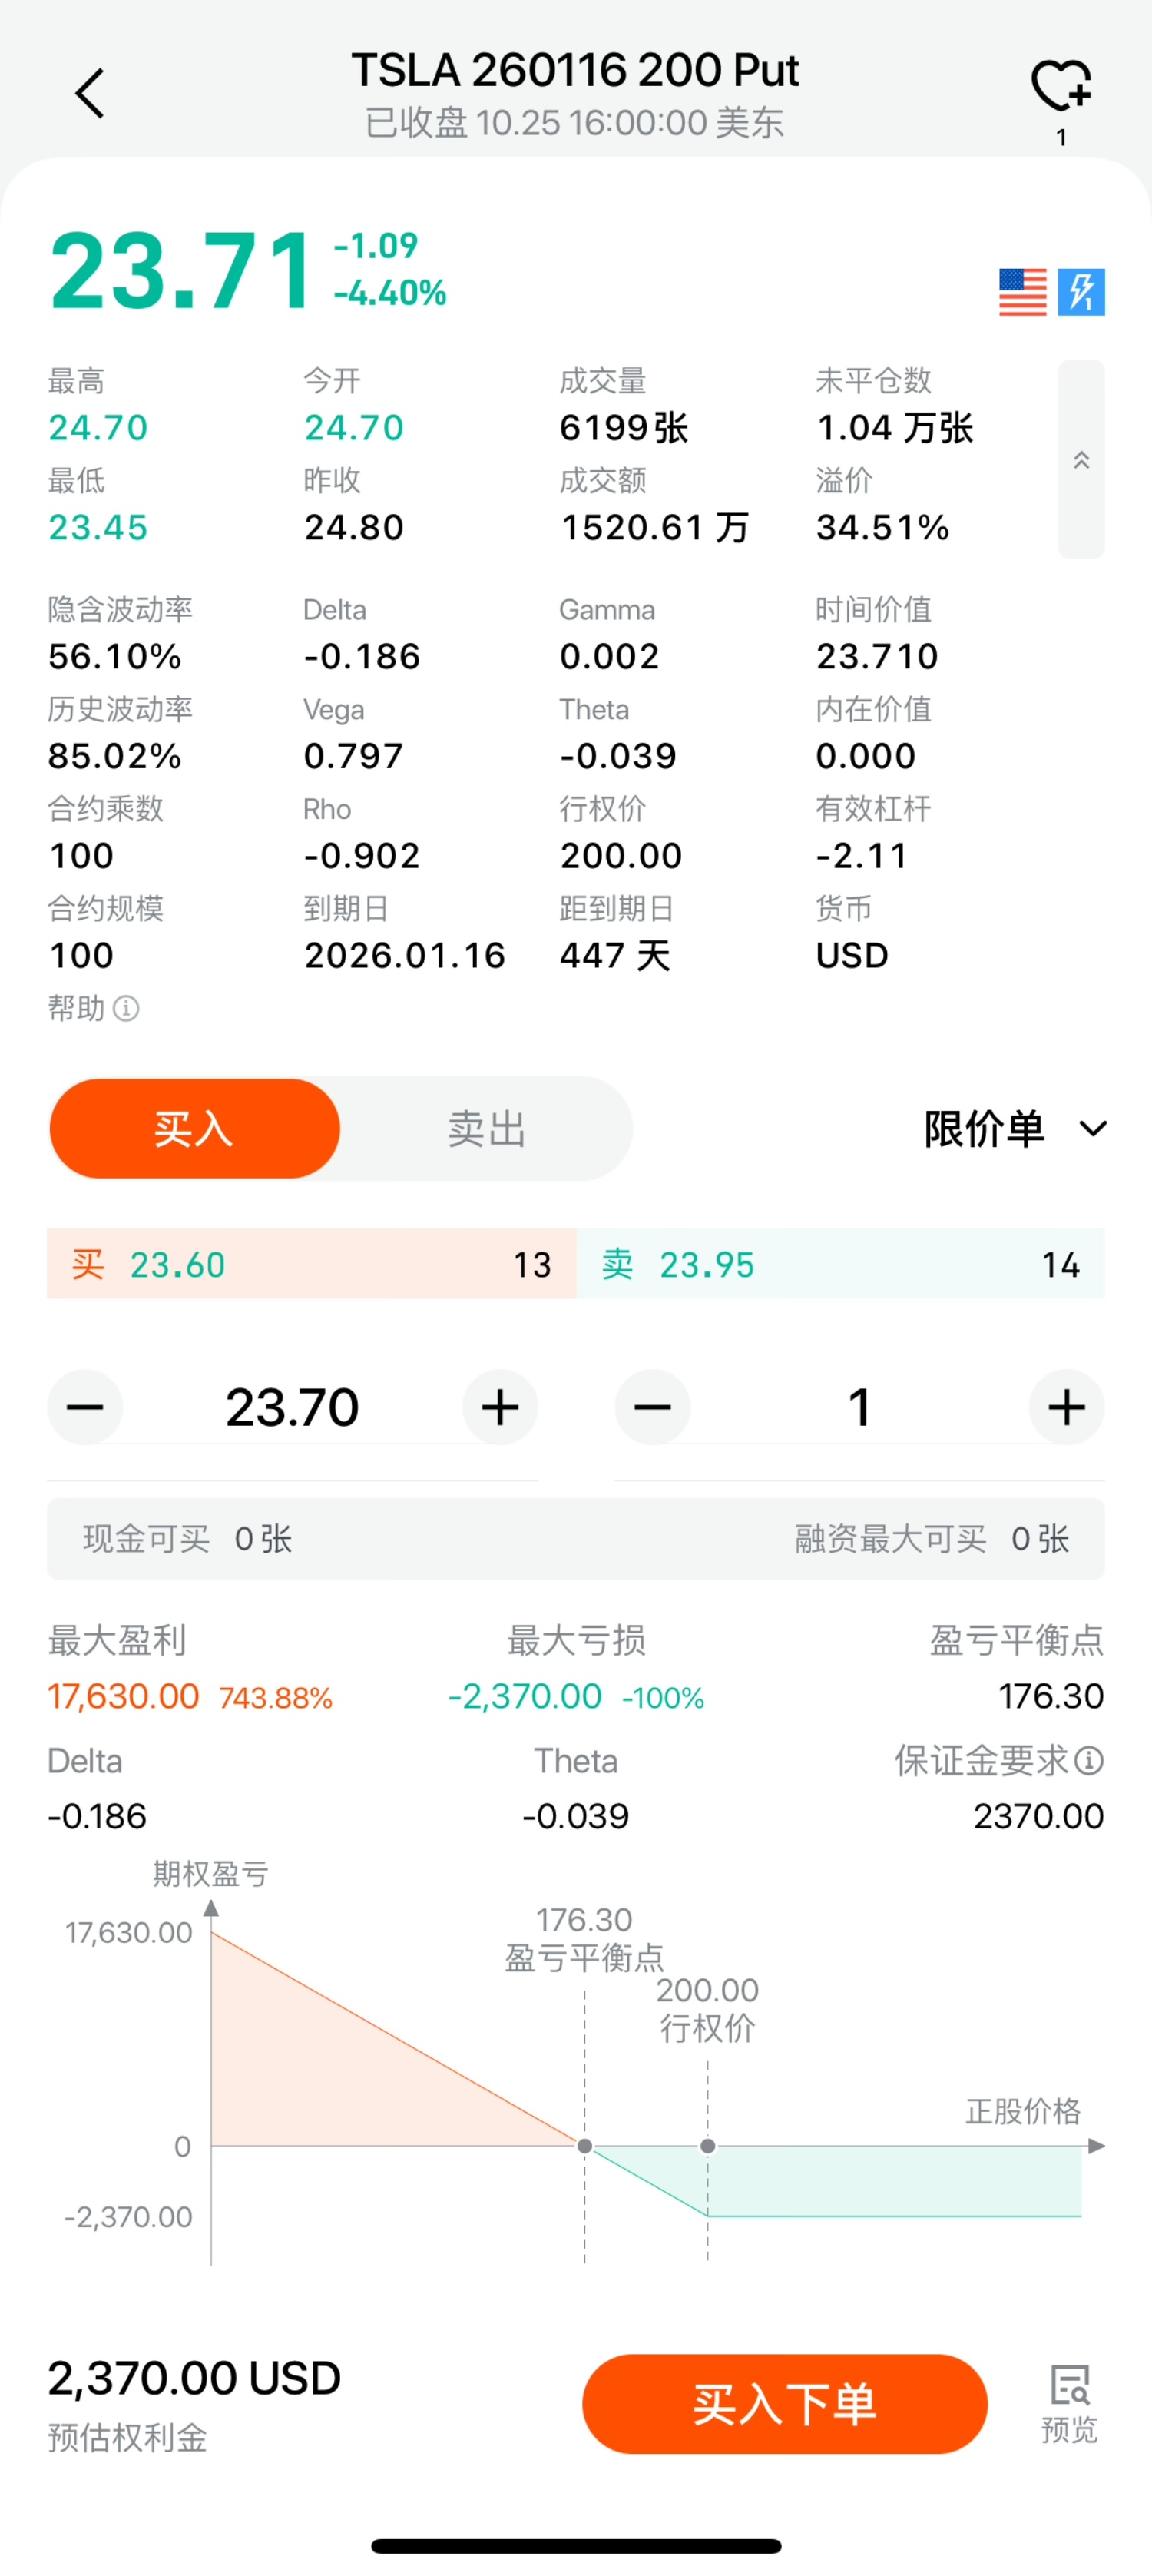 TSLA 260116 200 Put
已收盘 10.25 16:00:00 美东
1
23.71
-1.09
-4.40%
1
最高 今开 成交量 未平仓数
24.70 24.70 6199张 1.04 万张
最低 昨收 成交额 溢价
23.45 24.80 1520.61 万 34.51%
隐含波动率 Delta Gamma 时间价值
56.10% -0.186 0.002 23.710
历史波动率 Vega Theta 内在价值
85.02% 0.797 -0.039 0.000
合约乘数 Rho 行权价 有效杠杆
100 -0.902 200.00 -2.11
合约规模 到期日 距到期日 货币
100 2026.01.16 447 天 USD
帮助
买入 卖出 限价单
买 23.60 13 卖 23.95 14
23.70 1
现金可买 0 张 融资最大可买 0 张
最大盈利 最大亏损 盈亏平衡点
17,630.00 743.88% -2,370.00 -100% 176.30
Delta Theta 保证金要求
-0.186 -0.039 2370.00
期权盈亏
17,630.00
176.30
盈亏平衡点
200.00
行权价
正股价格
0
-2,370.00
2,370.00 USD
预估权利金
买入下单
预览